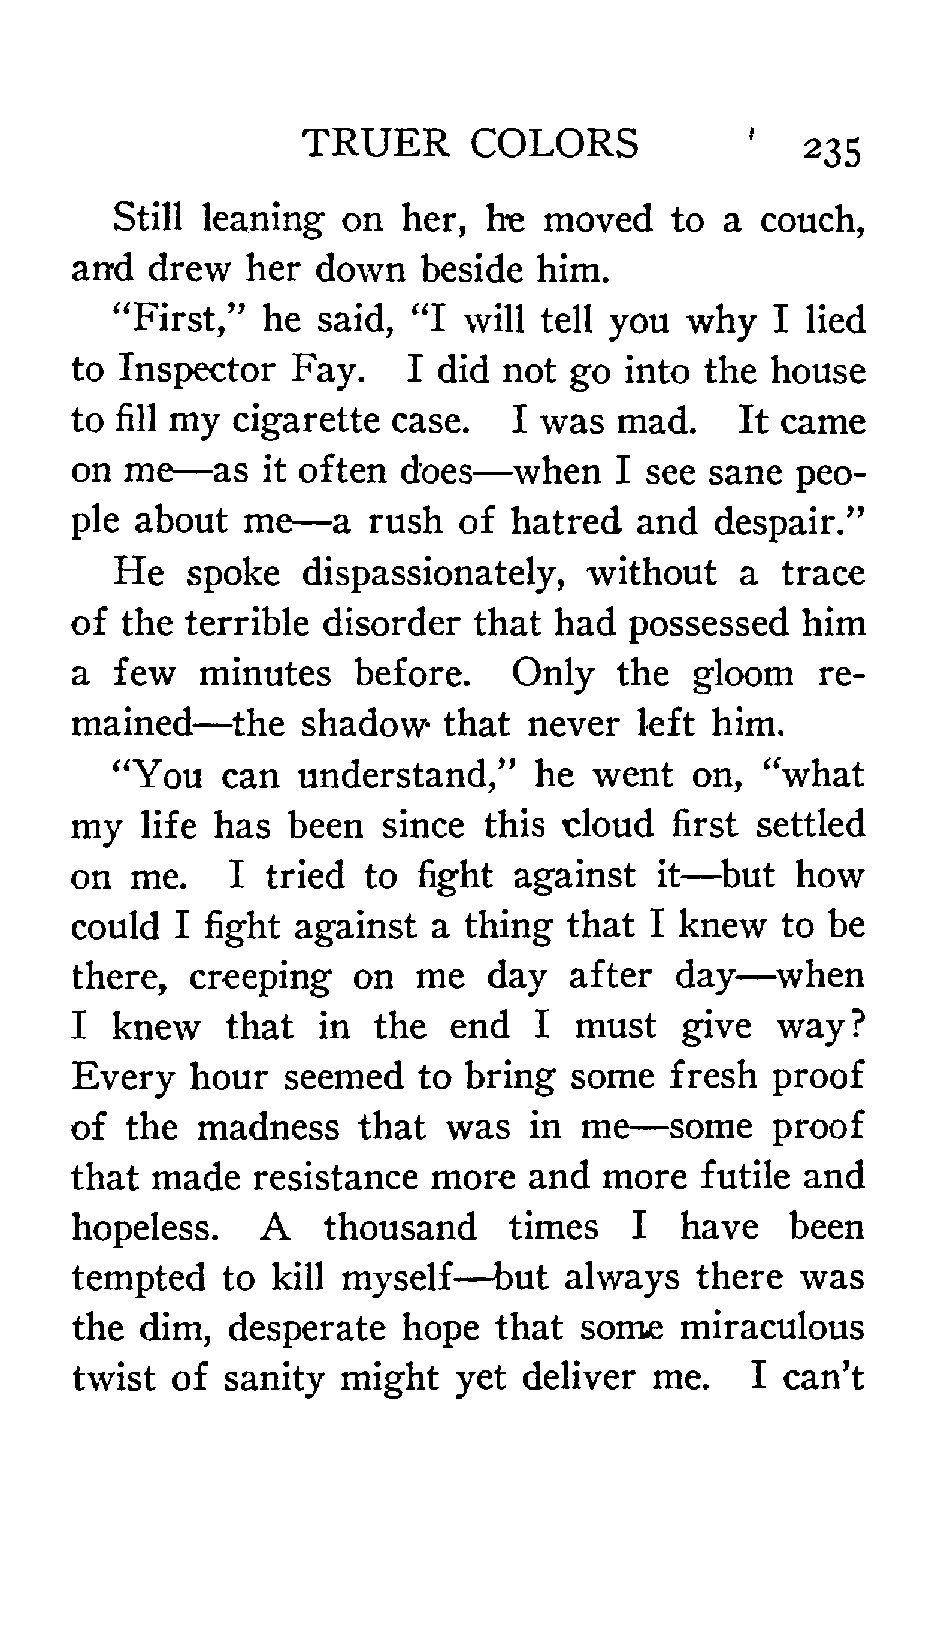 TRUER COLORS 235
Still leaning on her, he moved to a couch,
and drew her down beside him.
“First,” he said, “I will tell you why I lied
to Inspector Fay. I did not go into the house
to fill my cigarette case. I was mad. It came
on me—as it often does—when I see sane peo-
ple about me—a rush of hatred and despair.”
He spoke dispassionately, without a trace
of the terrible disorder that had possessed him
a few minutes before. Only the gloom re-
mained—the shadow that never left him.
“You can understand,” he went on, “what
my life has been since this cloud first settled
on me. I tried to fight against it—but how
could I fight against a thing that I knew to be
there, creeping on me day after day—when
I knew that in the end I must give way?
Every hour seemed to bring some fresh proof
of the madness that was in me—some proof
that made resistance more and more futile and
hopeless. A thousand times I have been
tempted to kill myself—but always there was
the dim, desperate hope that some miraculous
twist of sanity might yet deliver me. I can’t